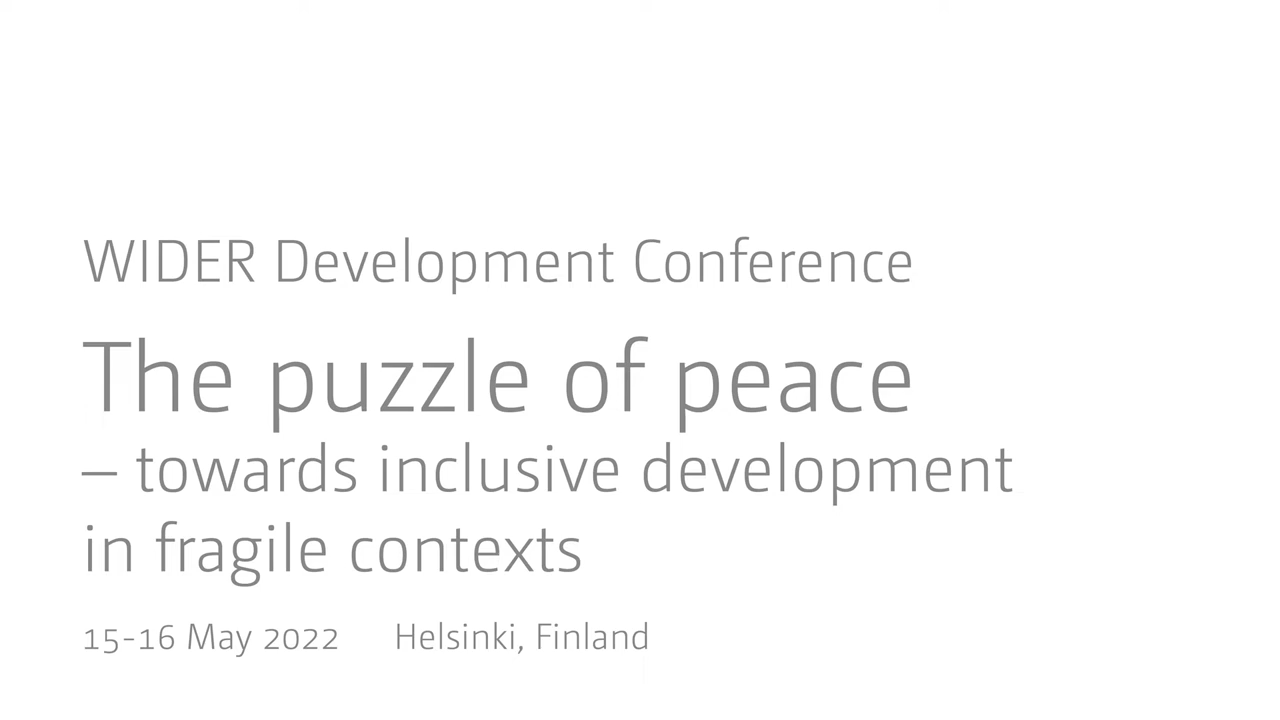 WIDER Development Conference
The puzzle of peace
– towards inclusive development
in fragile contexts
15-16 May 2022 Helsinki, Finland